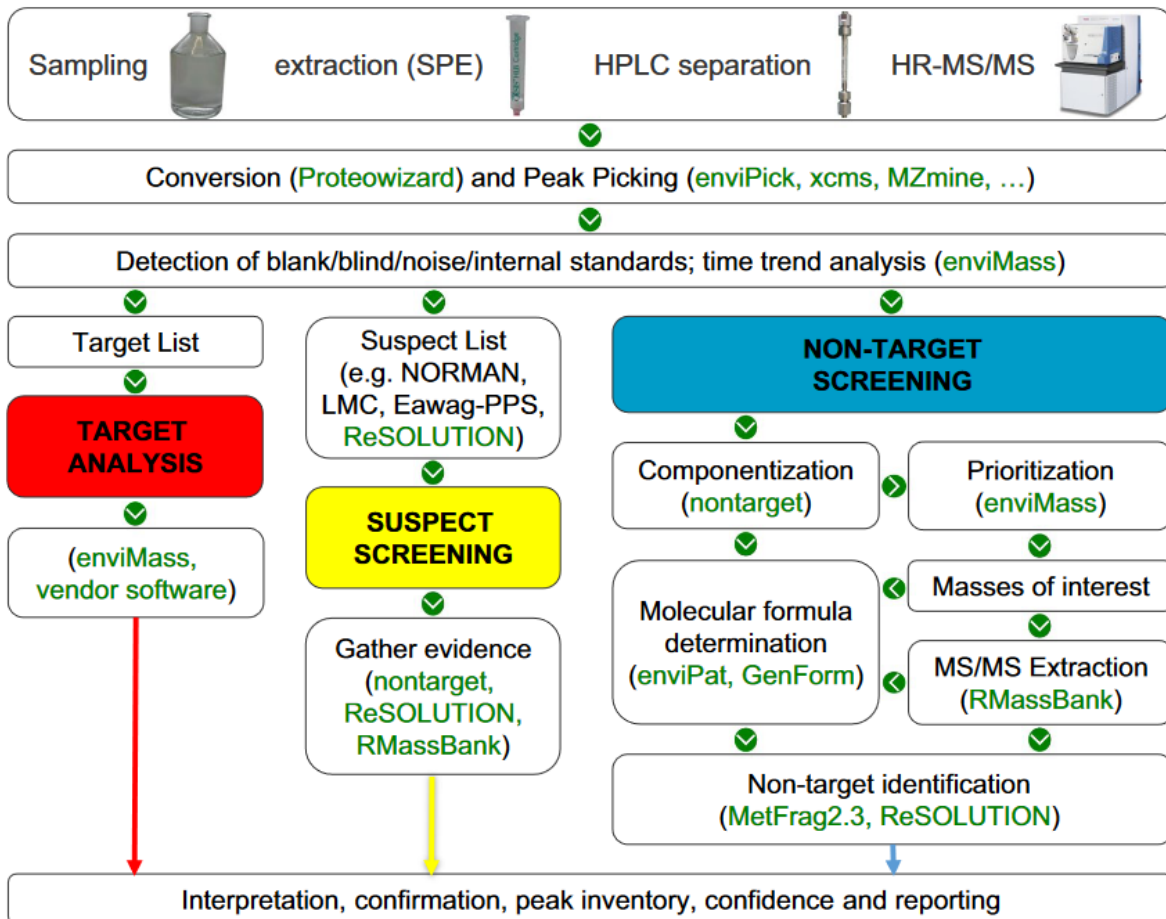 Sampling
extraction (SPE)
HPLC separation
HR-MS/MS
Conversion (Proteowizard) and Peak Picking (enviPick, xcms, MZmine, …)
Detection of blank/blind/noise/internal standards; time trend analysis (enviMass)
Target List
TARGET
ANALYSIS
(enviMass,
vendor software)
Suspect List
(e.g. NORMAN,
LMC, Eawag-PPS,
ReSOLUTION)
SUSPECT
SCREENING
Gather evidence
(nontarget,
ReSOLUTION,
RMassBank)
NON-TARGET
SCREENING
Componentization
(nontarget)
Prioritization
(enviMass)
Masses of interest
Molecular formula
determination
(enviPat, GenForm)
MS/MS Extraction
(RMassBank)
Non-target identification
(MetFrag2.3, ReSOLUTION)
Interpretation, confirmation, peak inventory, confidence and reporting